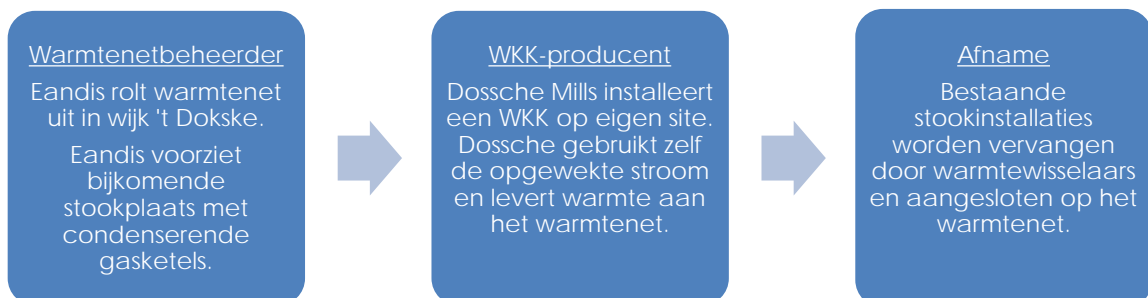 Warmtenetbeheerder
Eandis rolt warmtenet
uit in wijk 't Dokske.
Eandis voorziet
bijkomende
stookplaats met
condenserende
gasketels.
WKK-producent
Dossche Mills installeert
een WKK op eigen site.
Dossche gebruikt zelf
de opgewekte stroom
en levert warmte aan
het warmtenet.
Afname
Bestaande
stookinstallaties
worden vervangen
door warmtewisselaars
en aangesloten op het
warmtenet.